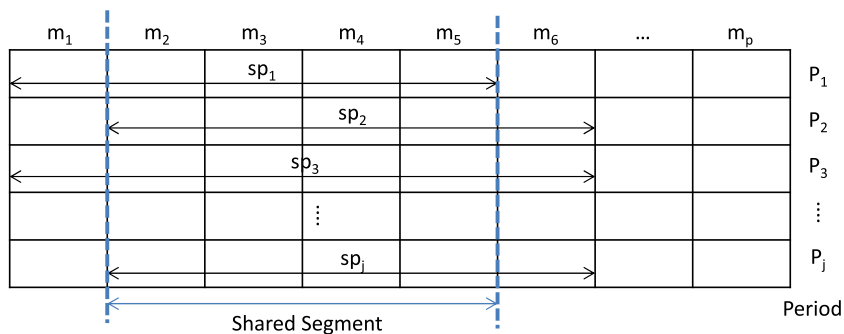 m₁ m₂ m₃ m₄ m₅ m₆ ... mₚ
sp₁ P₁
sp₂ P₂
sp₃ P₃
⋮ ⋮
spⱼ Pⱼ
Period
Shared Segment